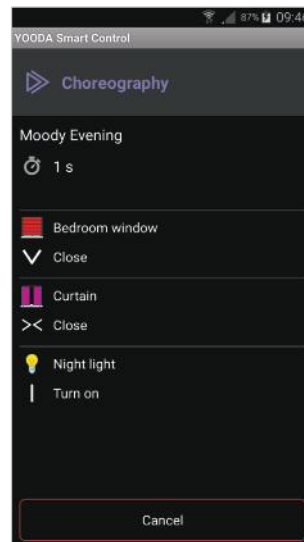 87% 09:46
YOODA Smart Control
Choreography
Moody Evening
1 s
Bedroom window
Close
Curtain
Close
Night light
Turn on
Cancel